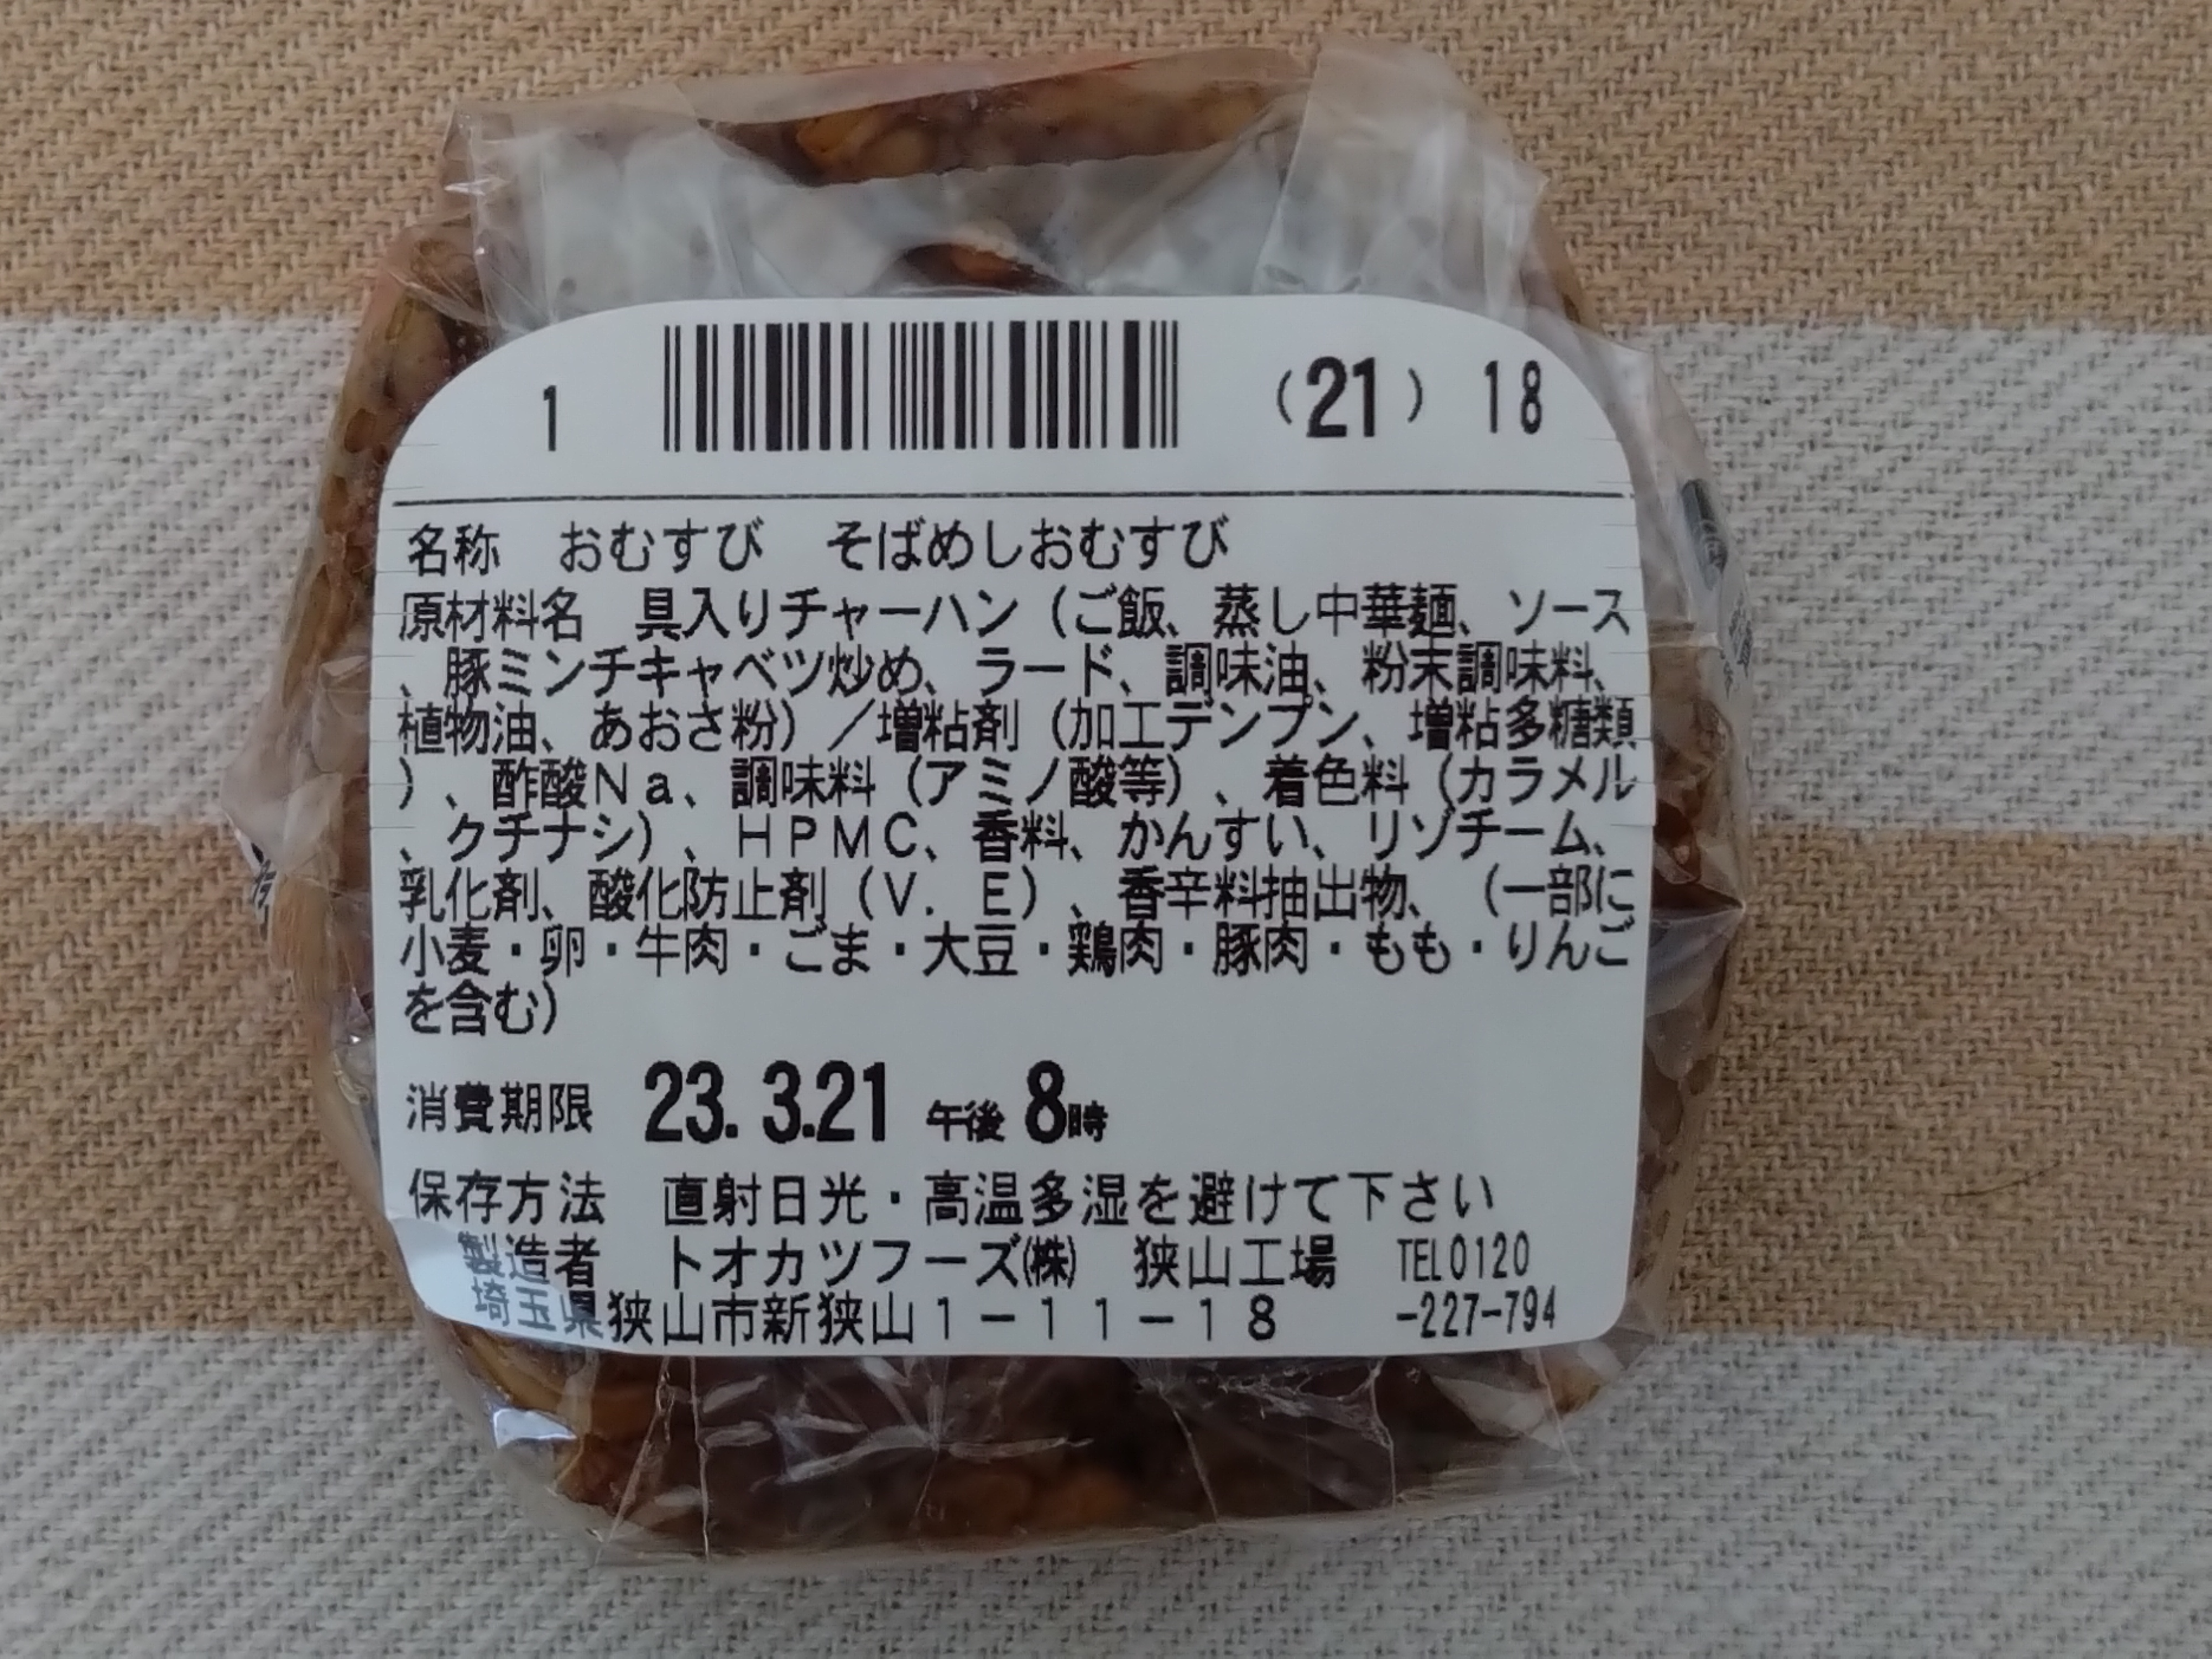 1 (21) 18
名称 おむすび そばめしおむすび
原材料名 具入りチャーハン(ご飯、蒸し中華麺、ソース
、豚ミンチキャベツ炒め、ラード、調味油、粉末調味料、
植物油、あおさ粉)/増粘剤(加工デンプン、増粘多糖類
)、酢酸Na、調味料(アミノ酸等)、着色料(カラメル
、クチナシ)、HPMC、香料、かんすい、リゾチーム、
乳化剤、酸化防止剤(V.E)、香辛料抽出物、(一部に
小麦・卵・牛肉・ごま・大豆・鶏肉・豚肉・もも・りんご
を含む)
消費期限 23.3.21 午後8時
保存方法 直射日光・高温多湿を避けて下さい
製造者 トオカツフーズ㈱ 狭山工場 TEL0120
埼玉県狭山市新狭山1-11-18 -227-794